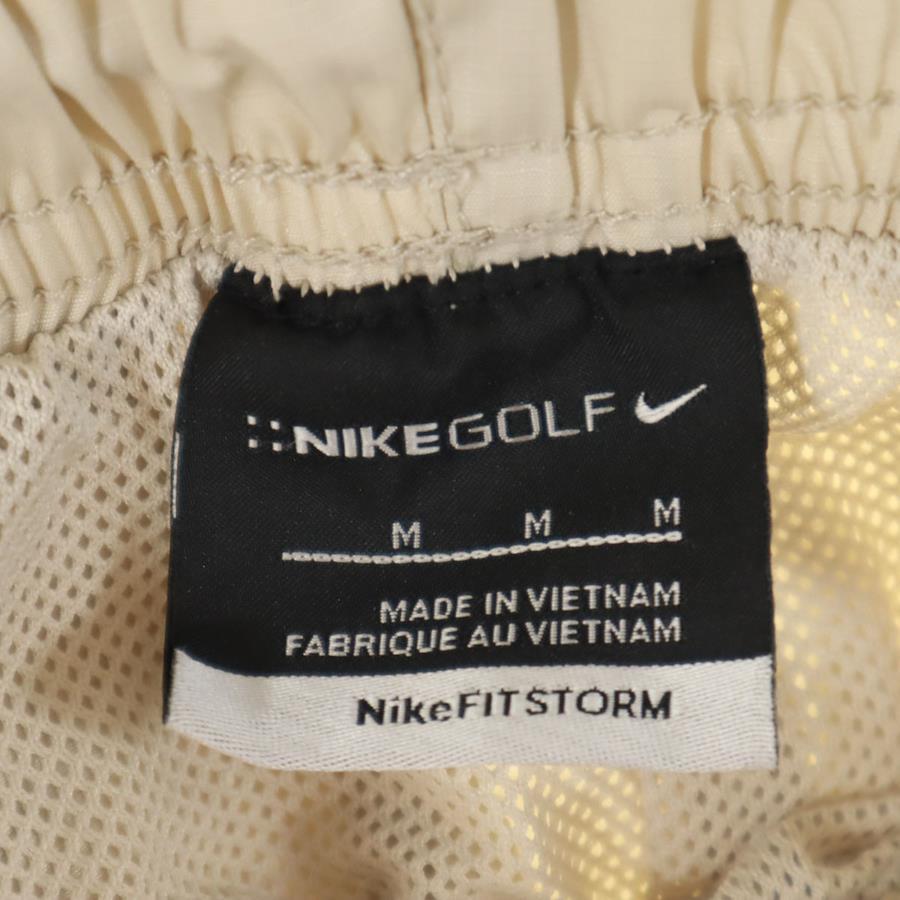 NIKEGOLF
M M M
MADE IN VIETNAM
FABRIQUE AU VIETNAM
NikeFITSTORM